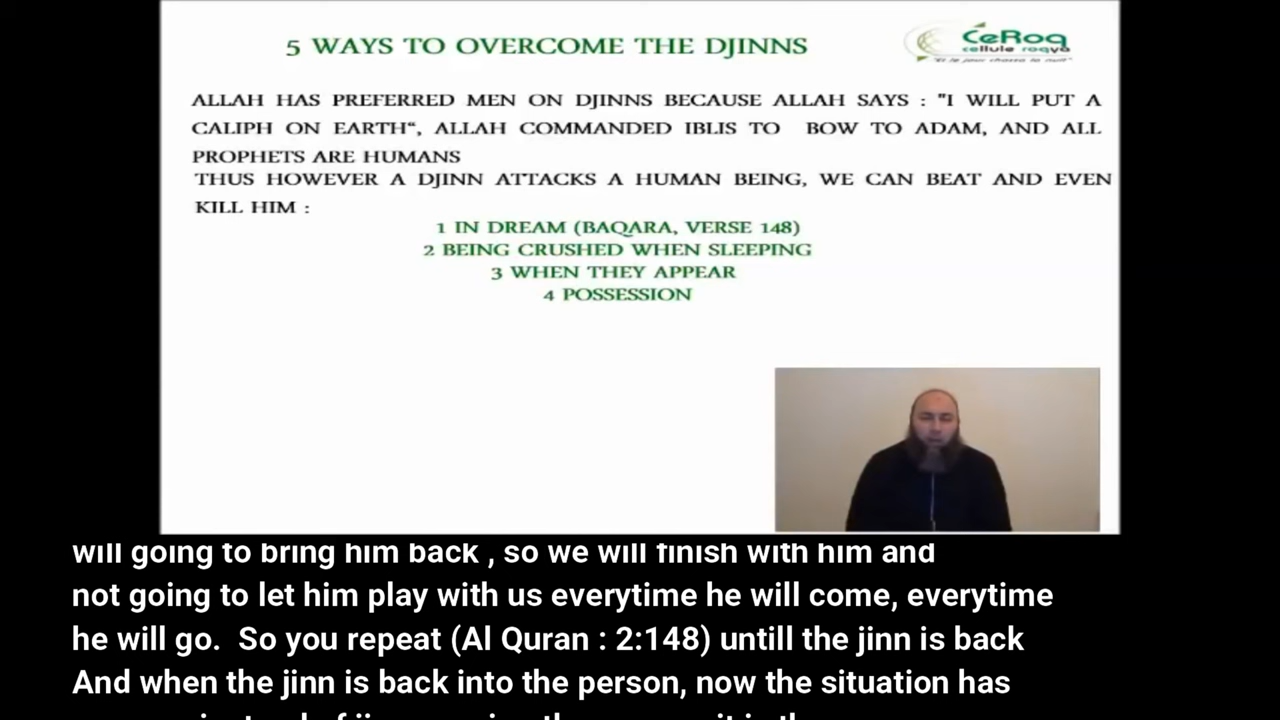 5 WAYS TO OVERCOME THE DJINNS
CeRoq
cellule roqya
ALLAH HAS PREFERRED MEN ON DJINNS BECAUSE ALLAH SAYS : "I WILL PUT A
CALIPH ON EARTH“, ALLAH COMMANDED IBLIS TO BOW TO ADAM, AND ALL
PROPHETS ARE HUMANS
THUS HOWEVER A DJINN ATTACKS A HUMAN BEING, WE CAN BEAT AND EVEN
KILL HIM :
1 IN DREAM (BAQARA, VERSE 148)
2 BEING CRUSHED WHEN SLEEPING
3 WHEN THEY APPEAR
4 POSSESSION
will going to bring him back , so we will finish with him and
not going to let him play with us everytime he will come, everytime
he will go. So you repeat (Al Quran : 2:148) untill the jinn is back
And when the jinn is back into the person, now the situation has